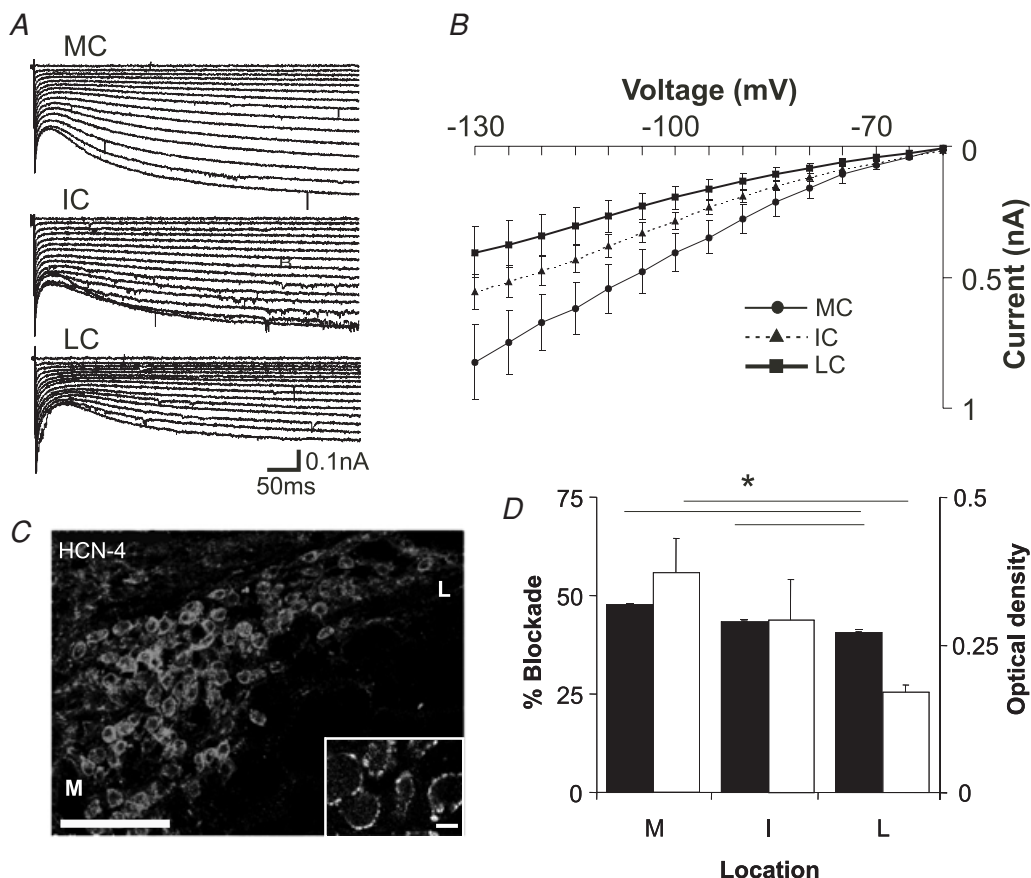 A
MC
IC
LC
0.1nA
50ms
B
Voltage (mV)
-130 -100 -70
0
0.5
1
Current (nA)
MC
IC
LC
C
HCN-4
L
M
D
*
75
50
25
0
% Blockade
0.5
0.25
0
Optical density
M I L
Location